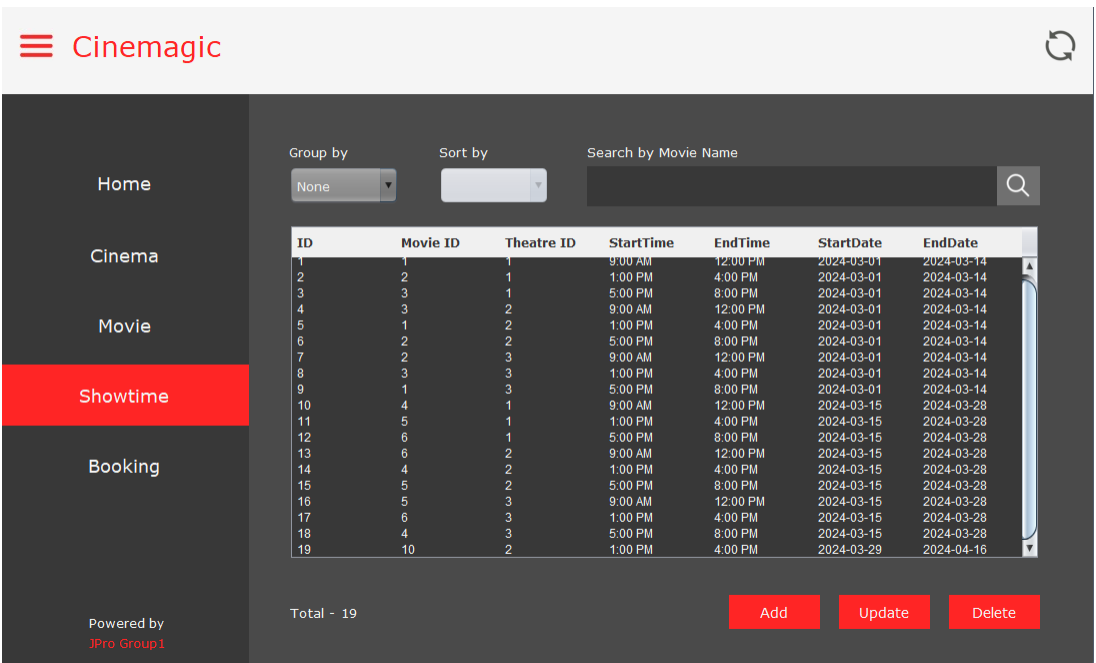 Cinemagic
Group by Sort by Search by Movie Name
Home
None
Cinema
ID Movie ID Theatre ID StartTime EndTime StartDate EndDate
1 1 1 9:00 AM 12:00 PM 2024-03-01 2024-03-14
2 2 1 1:00 PM 4:00 PM 2024-03-01 2024-03-14
3 3 1 5:00 PM 8:00 PM 2024-03-01 2024-03-14
4 3 2 9:00 AM 12:00 PM 2024-03-01 2024-03-14
5 1 2 1:00 PM 4:00 PM 2024-03-01 2024-03-14
6 2 2 5:00 PM 8:00 PM 2024-03-01 2024-03-14
7 2 3 9:00 AM 12:00 PM 2024-03-01 2024-03-14
8 3 3 1:00 PM 4:00 PM 2024-03-01 2024-03-14
9 1 3 5:00 PM 8:00 PM 2024-03-01 2024-03-14
10 4 1 9:00 AM 12:00 PM 2024-03-15 2024-03-28
11 5 1 1:00 PM 4:00 PM 2024-03-15 2024-03-28
12 6 1 5:00 PM 8:00 PM 2024-03-15 2024-03-28
13 6 2 9:00 AM 12:00 PM 2024-03-15 2024-03-28
14 4 2 1:00 PM 4:00 PM 2024-03-15 2024-03-28
15 5 2 5:00 PM 8:00 PM 2024-03-15 2024-03-28
16 5 3 9:00 AM 12:00 PM 2024-03-15 2024-03-28
17 6 3 1:00 PM 4:00 PM 2024-03-15 2024-03-28
18 4 3 5:00 PM 8:00 PM 2024-03-15 2024-03-28
19 10 2 1:00 PM 4:00 PM 2024-03-29 2024-04-16
Movie
Showtime
Booking
Total - 19 Add Update Delete
Powered by
JPro Group1